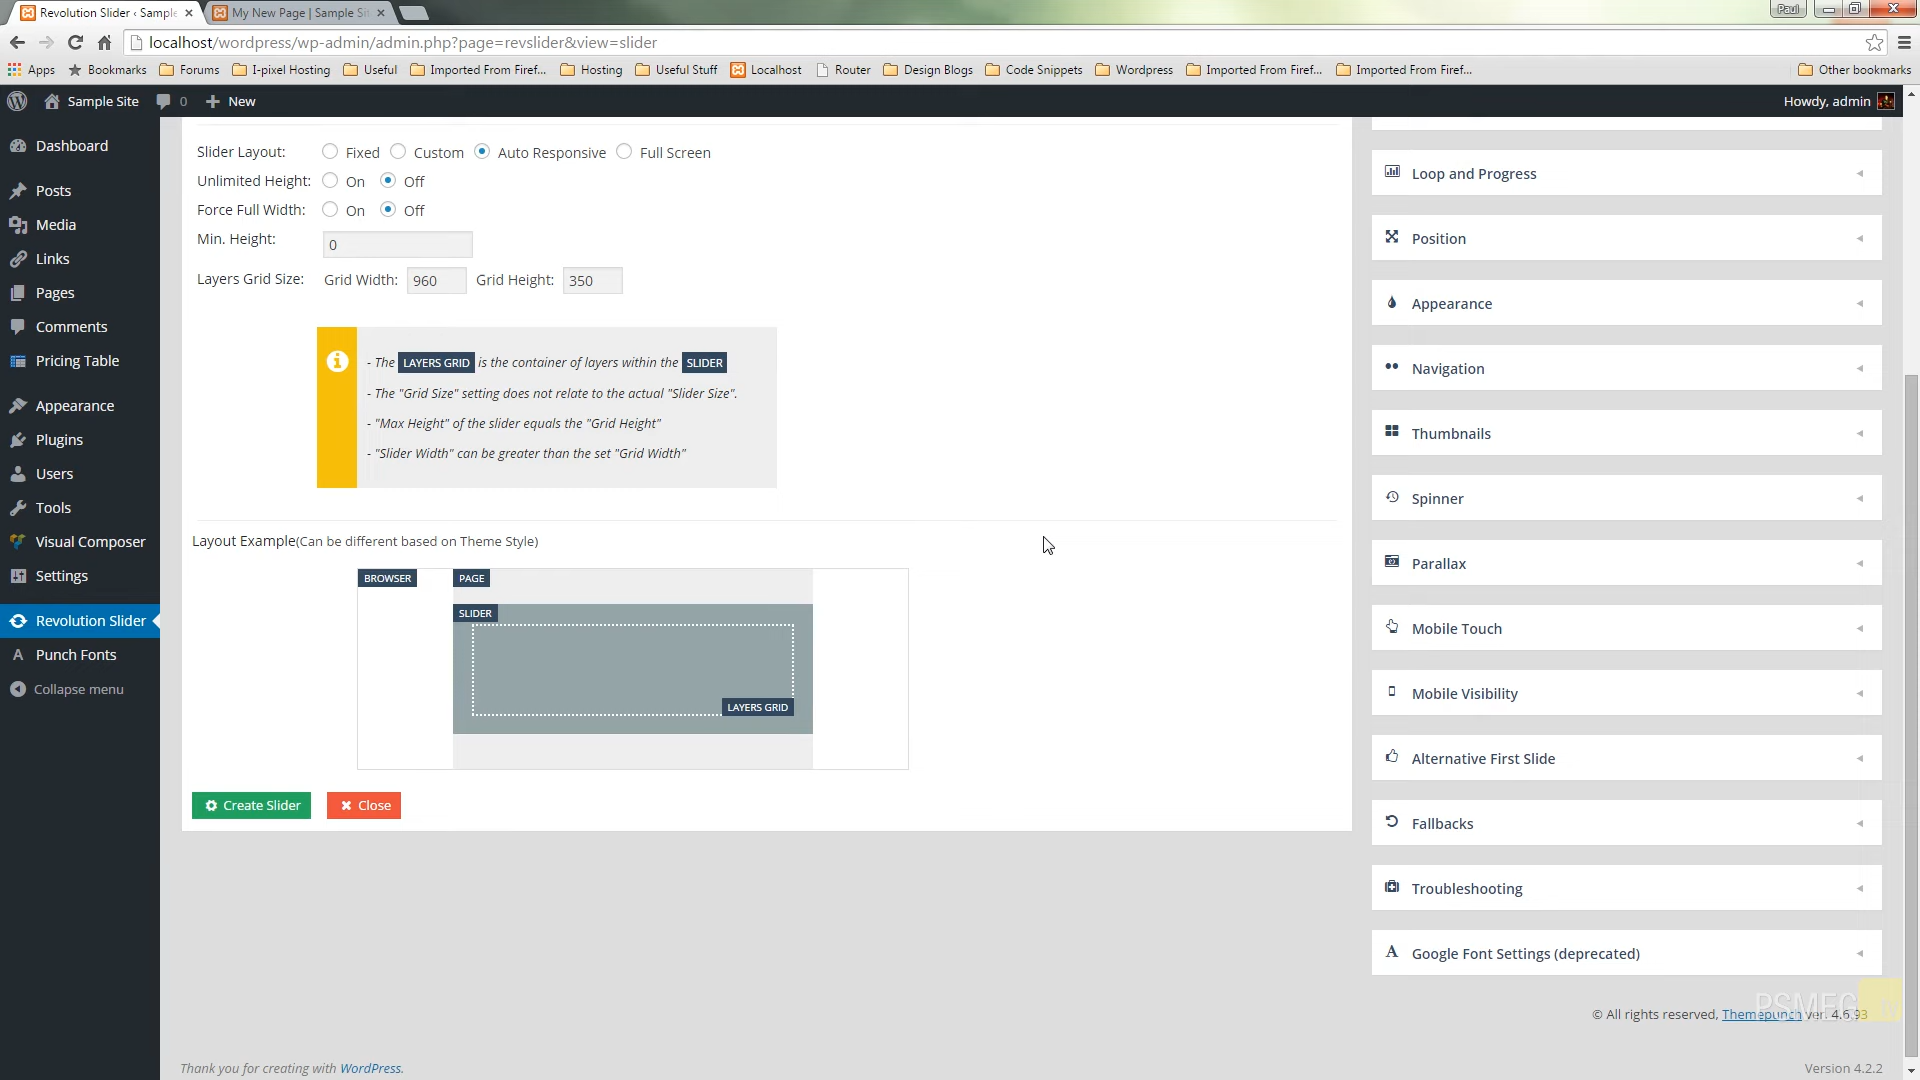 Revolution Slider ‹ Sample
My New Page | Sample Sit
Paul
localhost/wordpress/wp-admin/admin.php?page=revslider&view=slider
Apps
Bookmarks
Forums
I-pixel Hosting
Useful
Imported From Firef...
Hosting
Useful Stuff
Localhost
Router
Design Blogs
Code Snippets
Wordpress
Imported From Firef...
Imported From Firef...
Other bookmarks
Sample Site
0
New
Howdy, admin
Dashboard
Posts
Media
Links
Pages
Comments
Pricing Table
Appearance
Plugins
Users
Tools
Visual Composer
Settings
Revolution Slider
Punch Fonts
Collapse menu
Slider Layout: Fixed Custom Auto Responsive Full Screen
Unlimited Height: On Off
Force Full Width: On Off
Min. Height: 0
Layers Grid Size: Grid Width: 960 Grid Height: 350
- The LAYERS GRID is the container of layers within the SLIDER
- The "Grid Size" setting does not relate to the actual "Slider Size".
- "Max Height" of the slider equals the "Grid Height"
- "Slider Width" can be greater than the set "Grid Width"
Layout Example(Can be different based on Theme Style)
BROWSER
PAGE
SLIDER
LAYERS GRID
Create Slider
Close
Loop and Progress
Position
Appearance
Navigation
Thumbnails
Spinner
Parallax
Mobile Touch
Mobile Visibility
Alternative First Slide
Fallbacks
Troubleshooting
Google Font Settings (deprecated)
PSMEG
© All rights reserved, Themepunch ver. 4.6.93
Thank you for creating with WordPress.
Version 4.2.2